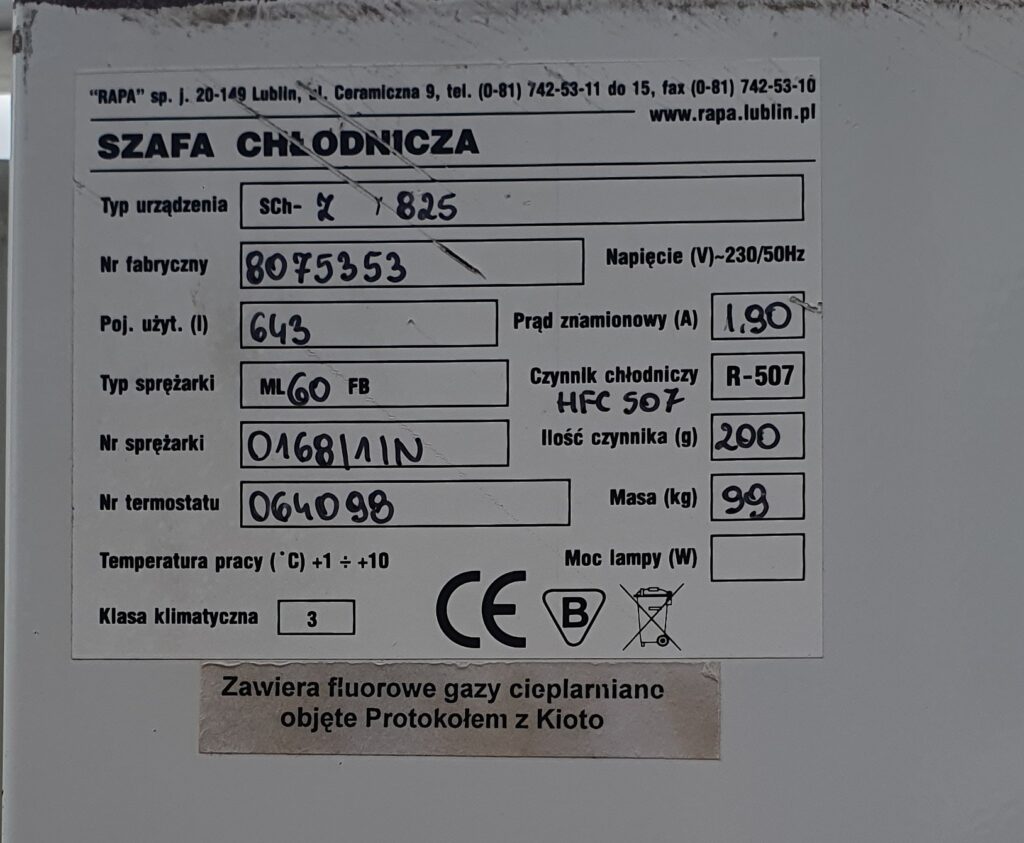 "RAPA" sp. j. 20-149 Lublin, ul. Ceramiczna 9, tel. (0-81) 742-53-11 do 15, fax (0-81) 742-53-10
www.rapa.lublin.pl
SZAFA CHŁODNICZA
Typ urządzenia SCh- Z / 825
Nr fabryczny 8075353 Napięcie (V)~230/50Hz
Poj. użyt. (l) 643 Prąd znamionowy (A) 1,90
Typ sprężarki ML 60 FB Czynnik chłodniczy R-507
HFC 507
Nr sprężarki 0168/1/N Ilość czynnika (g) 200
Nr termostatu 064098 Masa (kg) 99
Temperatura pracy (°C) +1 ÷ +10 Moc lampy (W)
Klasa klimatyczna 3 CE B
Zawiera fluorowe gazy cieplarniane
objęte Protokołem z Kioto